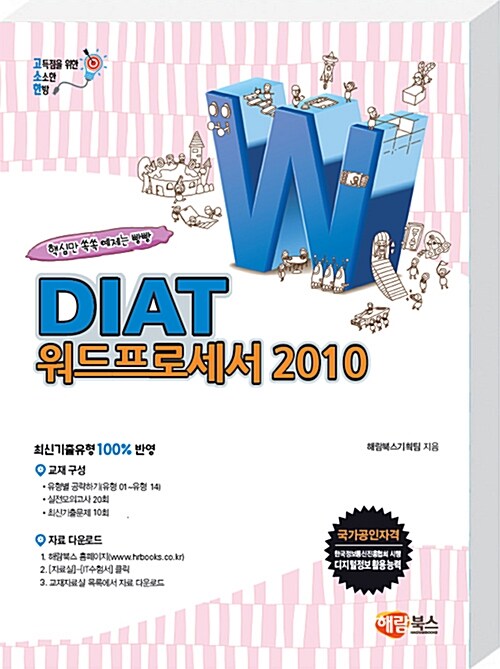 고득점을 위한
소소한
한방
핵심만 쏙쏙 예제는 빵빵
DIAT
워드프로세서 2010
최신기출유형 100% 반영
해람북스기획팀 지음
교재 구성
• 유형별 공략하기(유형 01~유형 14)
• 실전모의고사 20회
• 최신기출문제 10회
자료 다운로드
1. 해람북스 홈페이지(www.hrbooks.co.kr)
2. [자료실]-[IT수험서] 클릭
3. 교재자료실 목록에서 자료 다운로드
국가공인자격
한국정보통신진흥협회 시행
디지털정보활용능력
해람북스